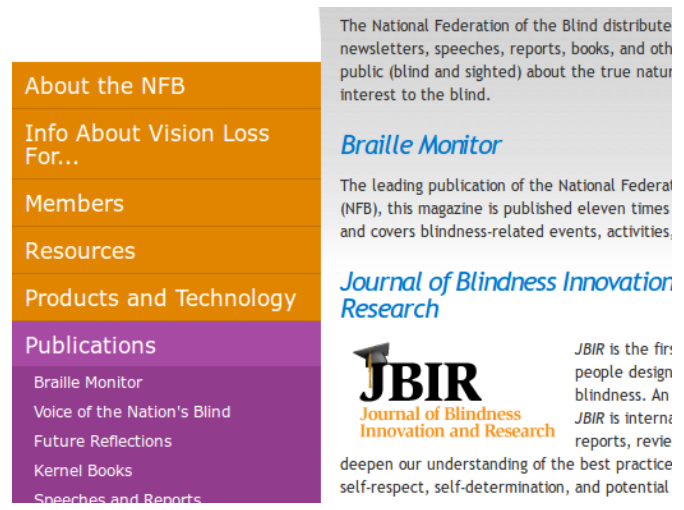 About the NFB
Info About Vision Loss
For...
Members
Resources
Products and Technology
Publications
Braille Monitor
Voice of the Nation's Blind
Future Reflections
Kernel Books
Speeches and Reports
The National Federation of the Blind distribute
newsletters, speeches, reports, books, and oth
public (blind and sighted) about the true natur
interest to the blind.
Braille Monitor
The leading publication of the National Federat
(NFB), this magazine is published eleven times
and covers blindness-related events, activities,
Journal of Blindness Innovation
Research
JBIR
Journal of Blindness
Innovation and Research
JBIR is the firs
people design
blindness. An
JBIR is interna
reports, revie
deepen our understanding of the best practice
self-respect, self-determination, and potential